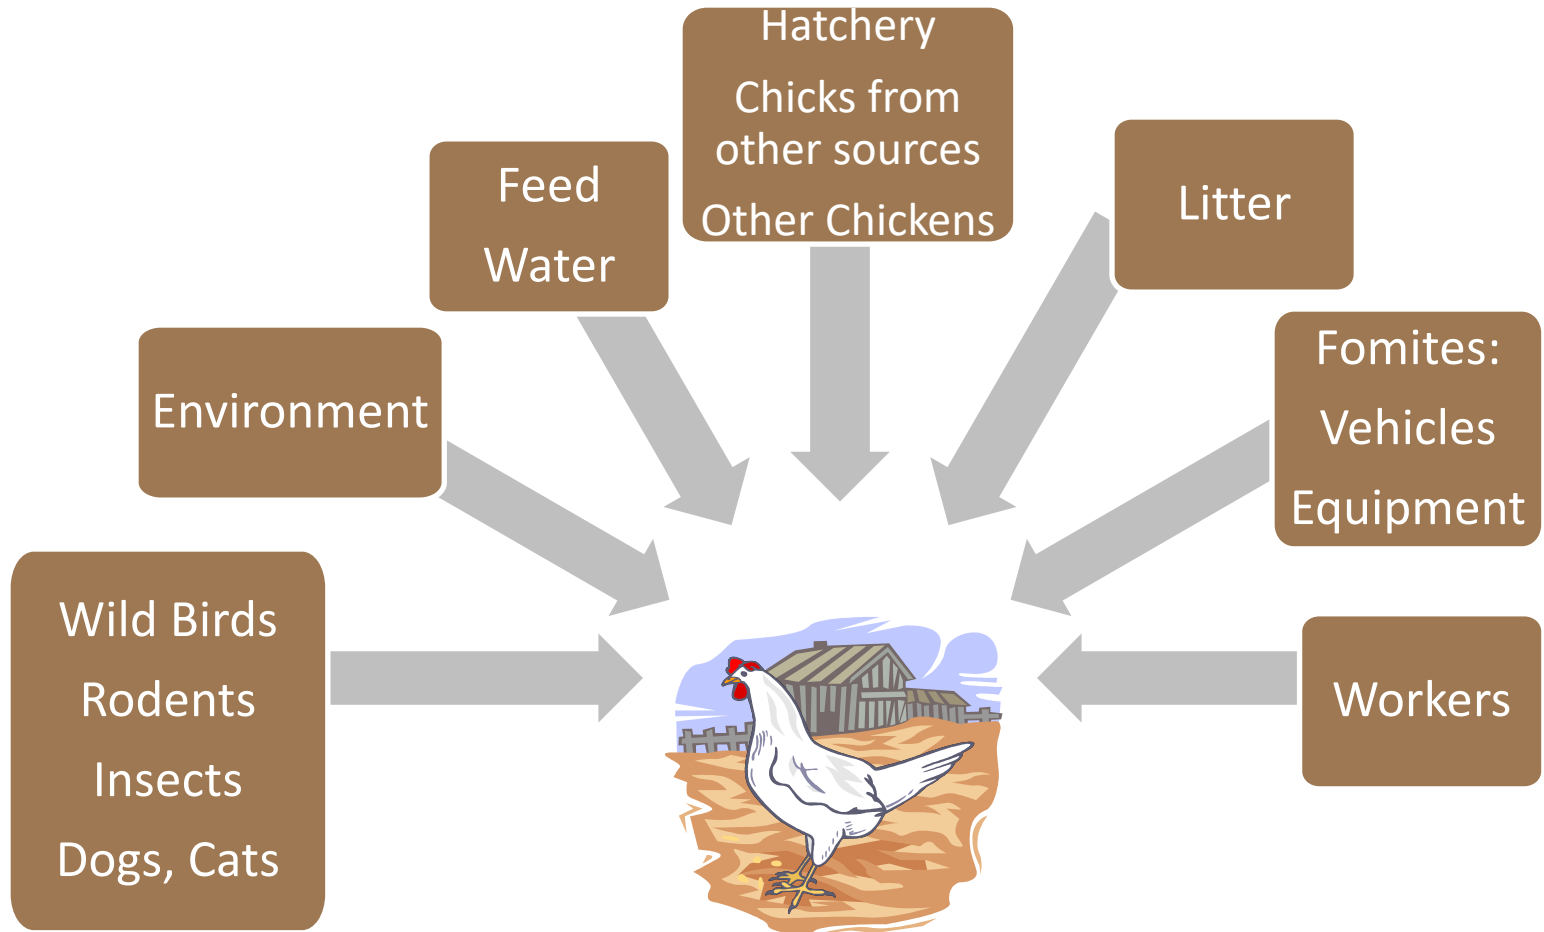 Hatchery
Chicks from
other sources
Other Chickens
Feed
Water
Litter
Environment
Fomites:
Vehicles
Equipment
Wild Birds
Rodents
Insects
Dogs, Cats
Workers